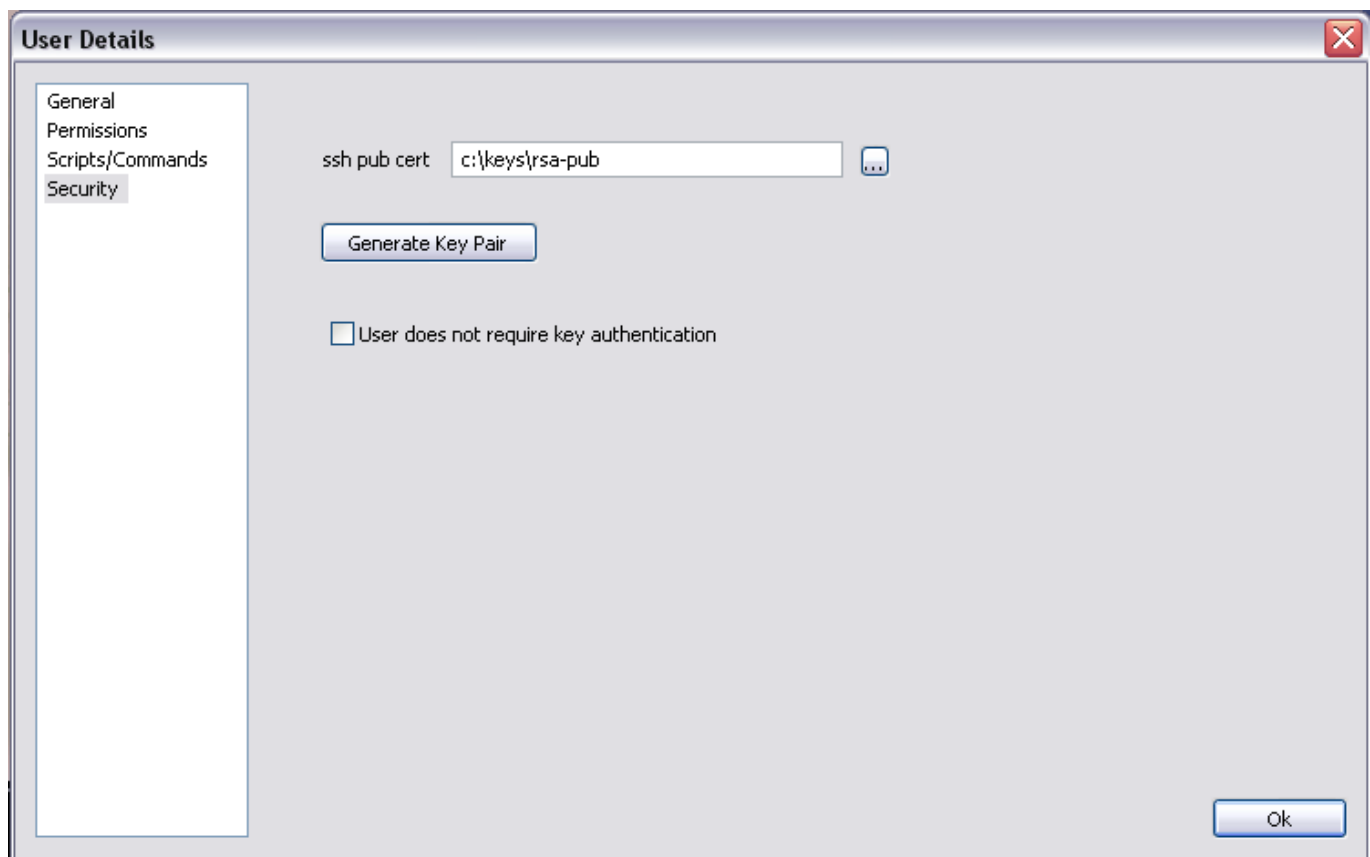 User Details
General
Permissions
Scripts/Commands
Security
ssh pub cert
c:\keys\rsa-pub
...
Generate Key Pair
User does not require key authentication
Ok